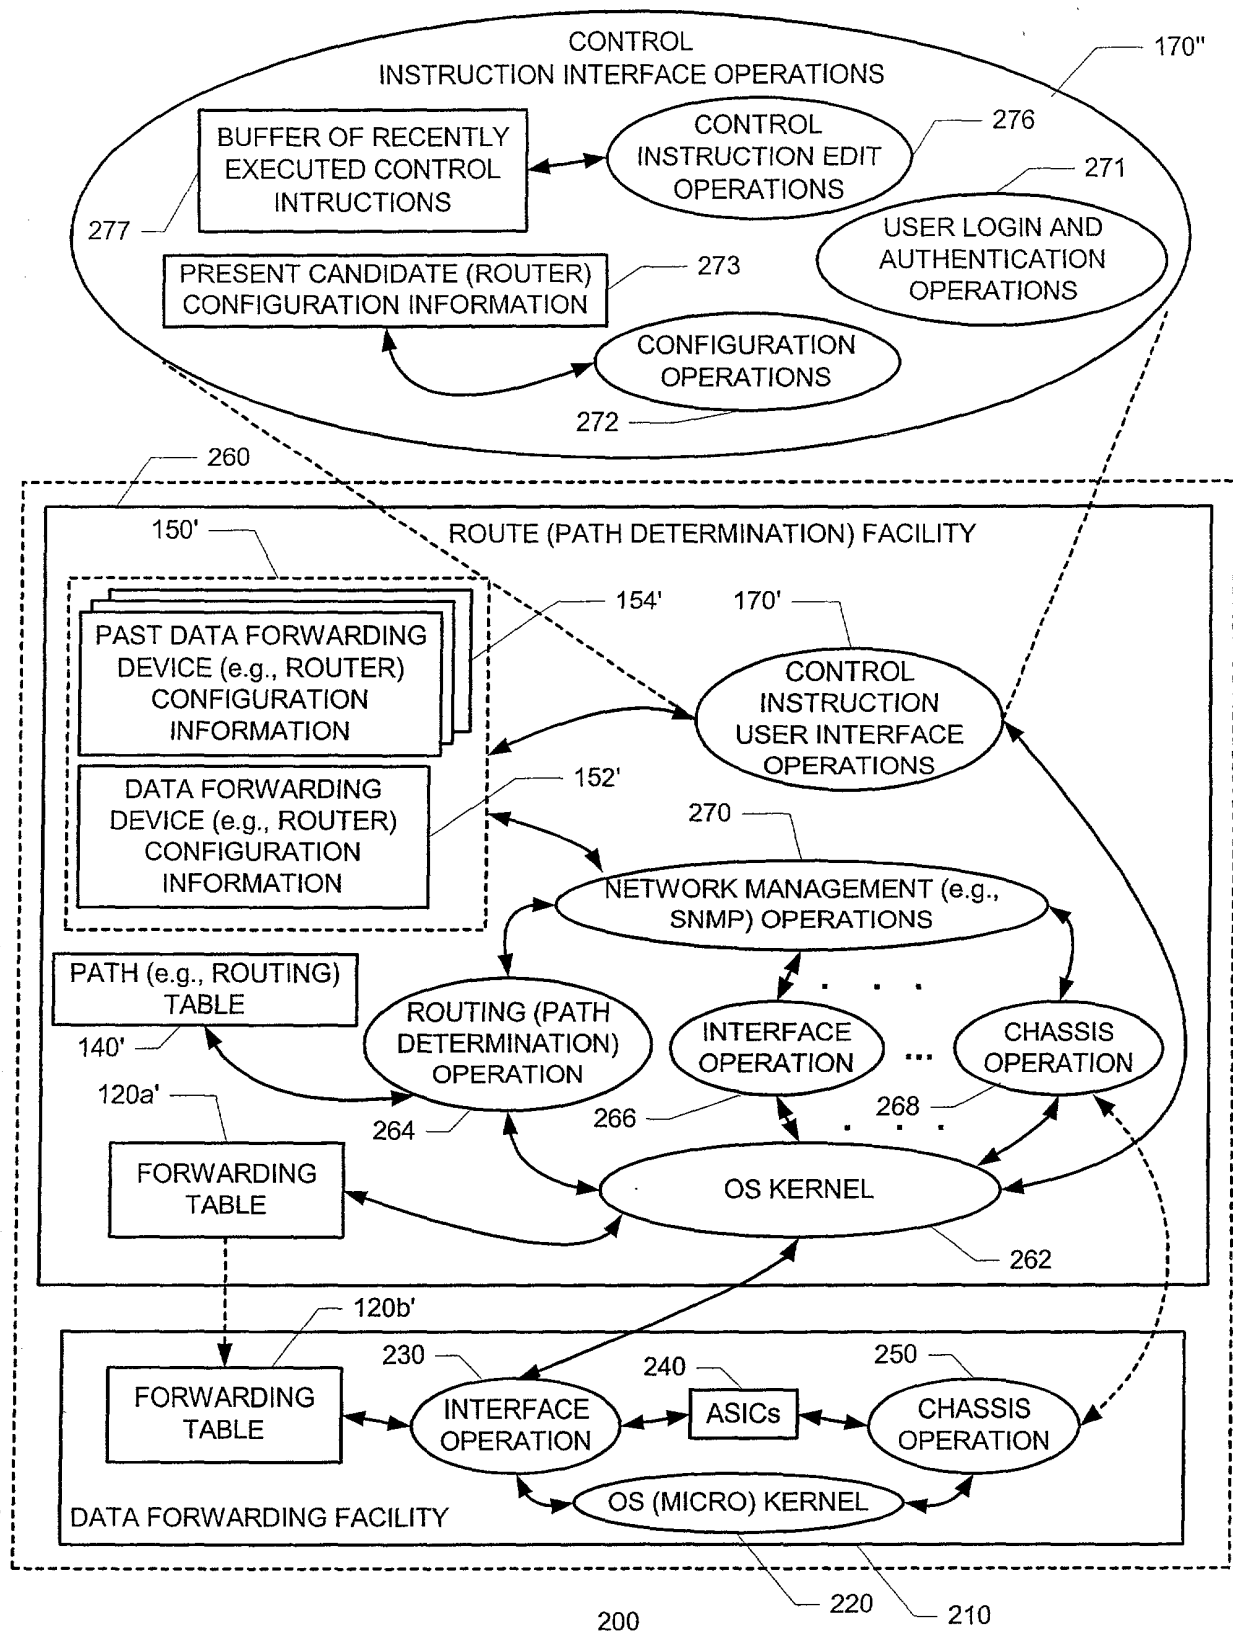 CONTROL
INSTRUCTION INTERFACE OPERATIONS
170"
BUFFER OF RECENTLY
EXECUTED CONTROL
INTRUCTIONS
277
CONTROL
INSTRUCTION EDIT
OPERATIONS
276
271
USER LOGIN AND
AUTHENTICATION
OPERATIONS
PRESENT CANDIDATE (ROUTER)
CONFIGURATION INFORMATION
273
CONFIGURATION
OPERATIONS
272
260
ROUTE (PATH DETERMINATION) FACILITY
150'
154'
PAST DATA FORWARDING
DEVICE (e.g., ROUTER)
CONFIGURATION
INFORMATION
170'
CONTROL
INSTRUCTION
USER INTERFACE
OPERATIONS
152'
DATA FORWARDING
DEVICE (e.g., ROUTER)
CONFIGURATION
INFORMATION
270
NETWORK MANAGEMENT (e.g.,
SNMP) OPERATIONS
PATH (e.g., ROUTING)
TABLE
140'
ROUTING (PATH
DETERMINATION)
OPERATION
264
. . .
INTERFACE
OPERATION
266
...
CHASSIS
OPERATION
268
. . .
120a'
FORWARDING
TABLE
OS KERNEL
262
120b'
FORWARDING
TABLE
230
INTERFACE
OPERATION
240
ASICs
250
CHASSIS
OPERATION
OS (MICRO) KERNEL
DATA FORWARDING FACILITY
220
210
200